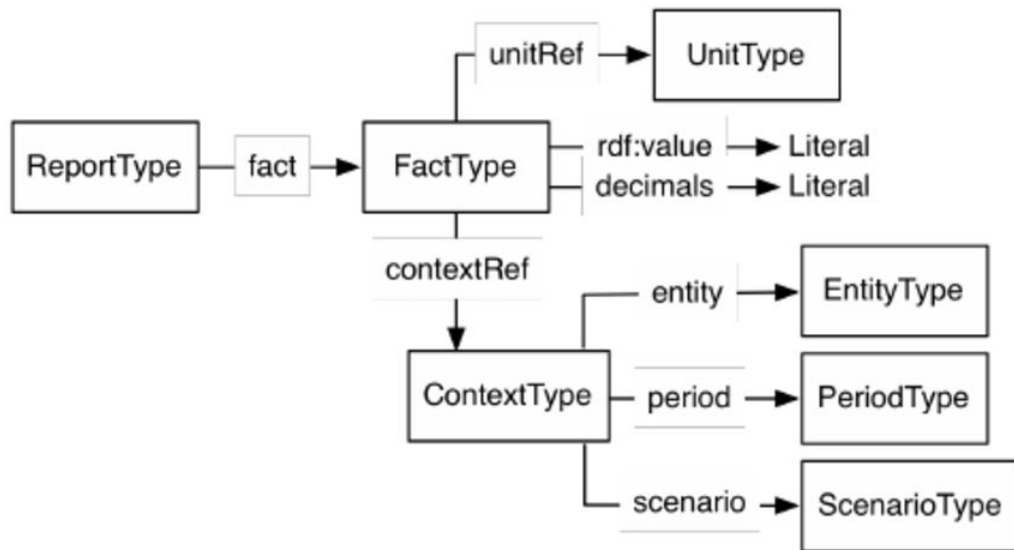 unitRef
UnitType
ReportType
fact
FactType
rdf:value
Literal
decimals
Literal
contextRef
entity
EntityType
ContextType
period
PeriodType
scenario
ScenarioType